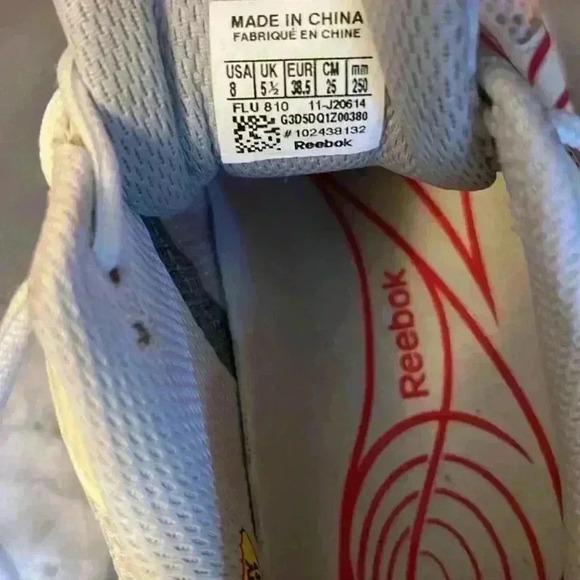 MADE IN CHINA
FABRIQUÉ EN CHINE
USA UK EUR CM mm
8 5½ 38.5 25 250
FLU 810 11-J20614
G3D5DQ1Z00380
#102438132
Reebok
Reebok